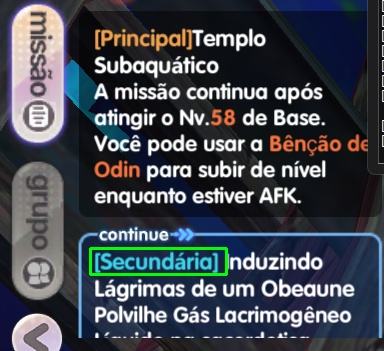 missão
grupo
[Principal]Templo
Subaquático
A missão continua após
atingir o Nv.58 de Base.
Você pode usar a Bênção de
Odin para subir de nível
enquanto estiver AFK.
continue
[Secundária] Induzindo
Lágrimas de um Obeaune
Polvilhe Gás Lacrimogêneo